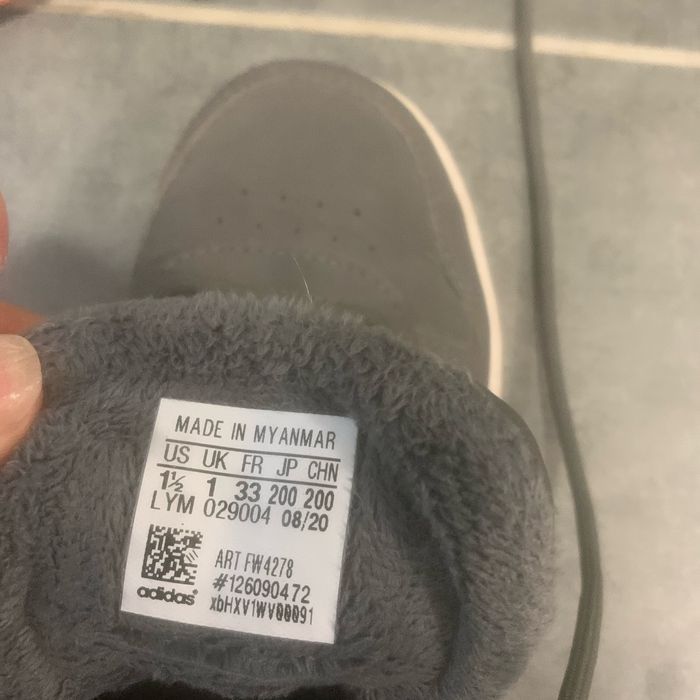 MADE IN MYANMAR
US UK FR JP CHN
1½ 1 33 200 200
LYM 029004 08/20
ART FW4278
#126090472
adidas